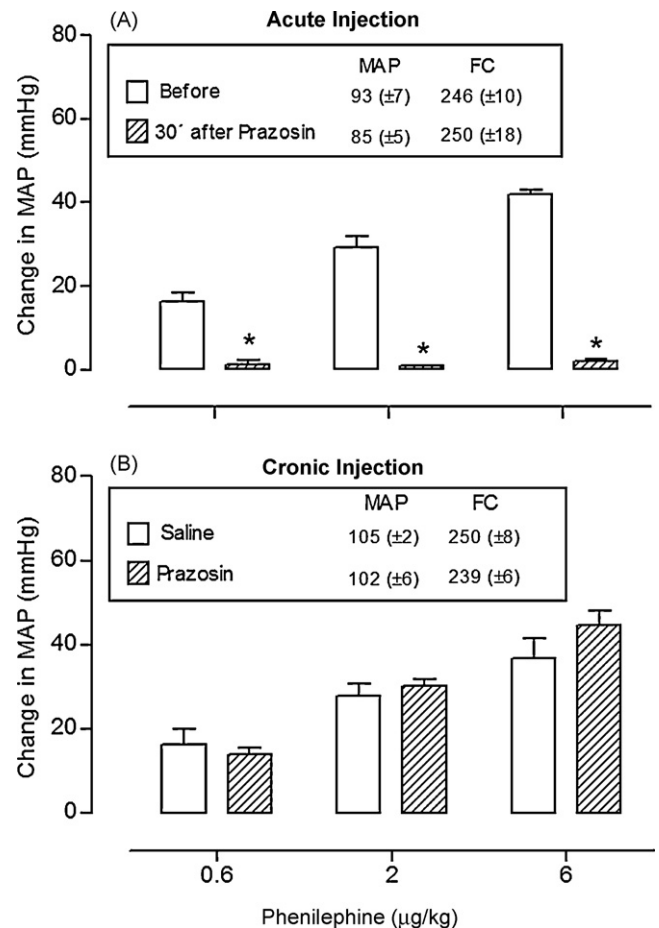 (A) Acute Injection
80
60
40
20
0
Change in MAP (mmHg)
MAP FC
Before 93 (±7) 246 (±10)
30´ after Prazosin 85 (±5) 250 (±18)
*
*
*
(B) Cronic Injection
80
60
40
20
0
Change in MAP (mmHg)
MAP FC
Saline 105 (±2) 250 (±8)
Prazosin 102 (±6) 239 (±6)
0.6 2 6
Phenilephine (μg/kg)